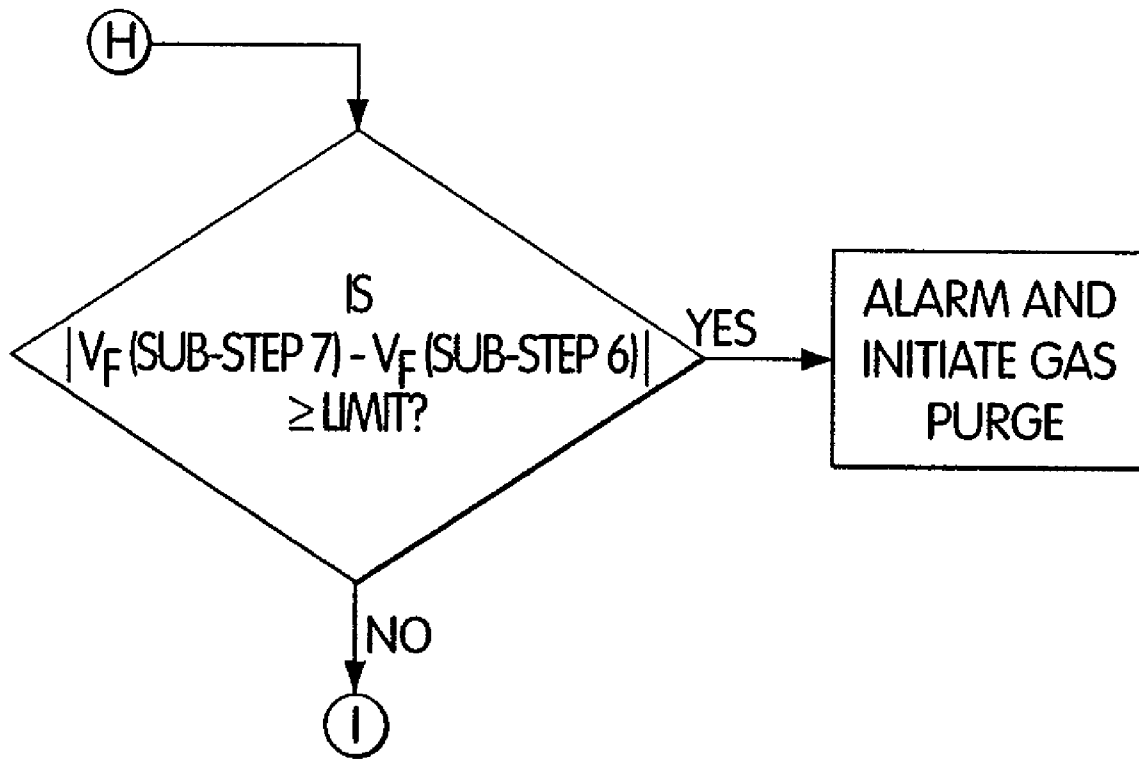 H
IS
|VF (SUB-STEP 7) - VF (SUB-STEP 6)|
≥ LIMIT?
YES
ALARM AND
INITIATE GAS
PURGE
NO
I